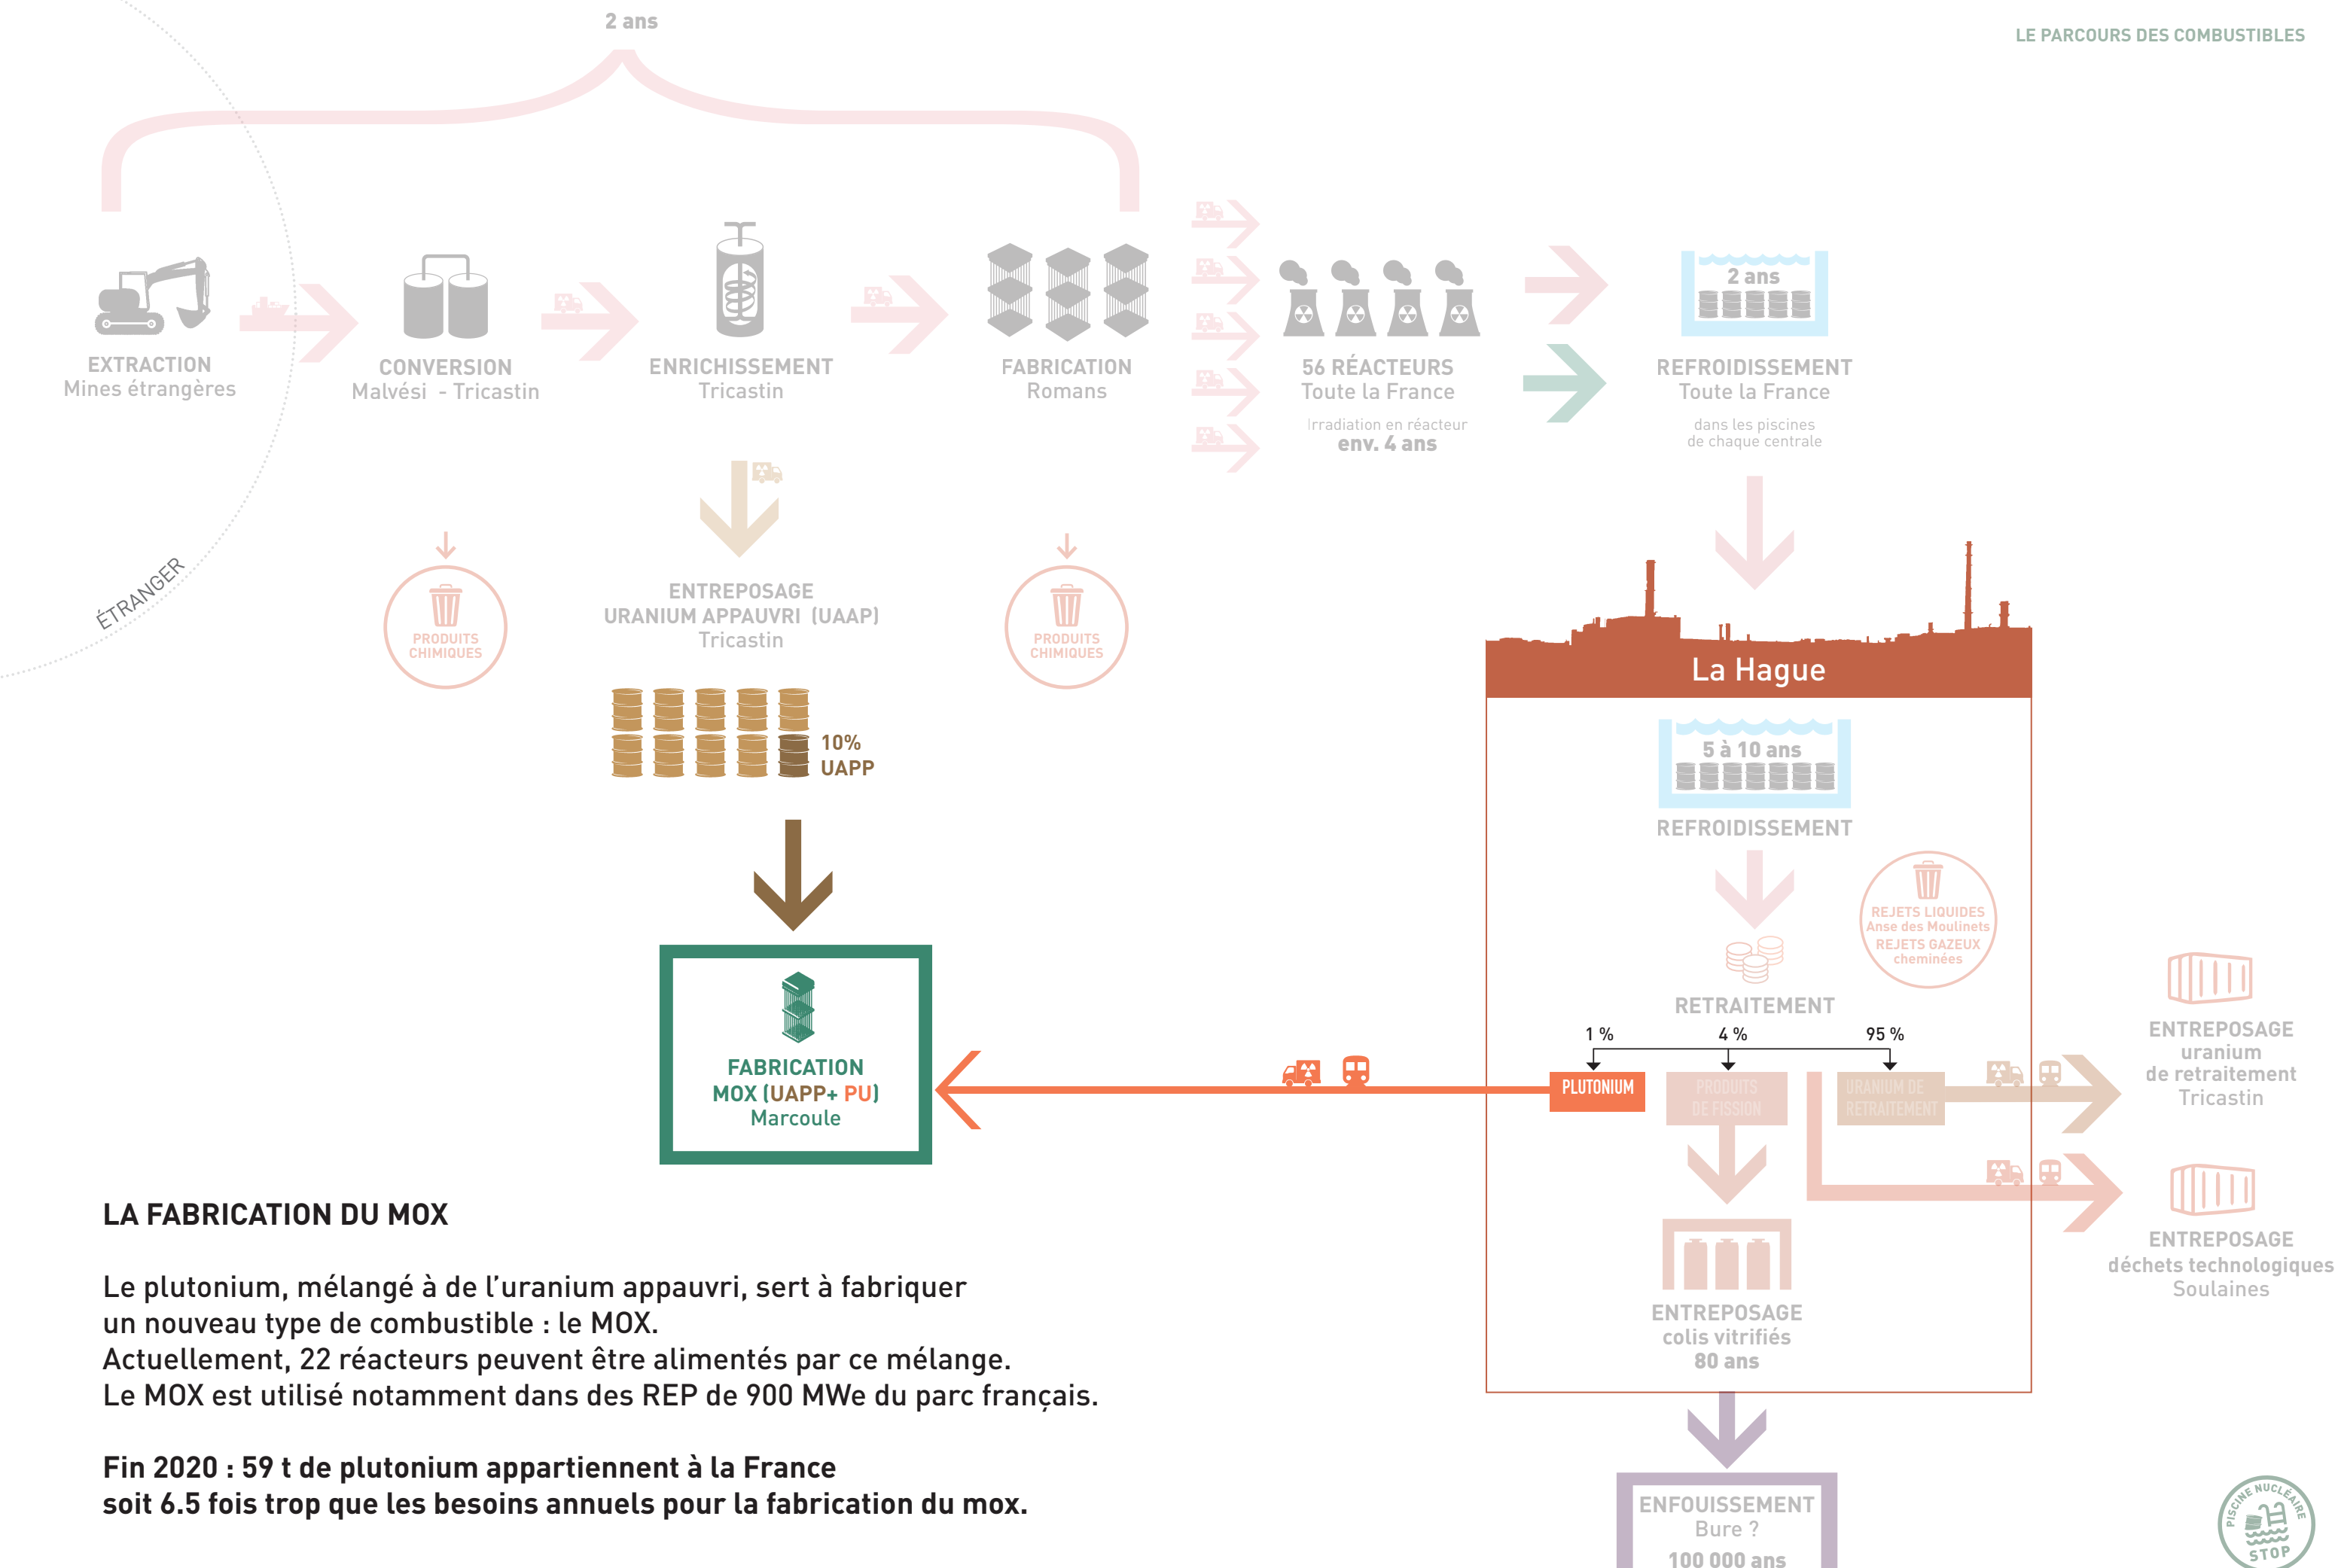 2 ans
LE PARCOURS DES COMBUSTIBLES
EXTRACTION
Mines étrangères
CONVERSION
Malvési - Tricastin
ENRICHISSEMENT
Tricastin
FABRICATION
Romans
56 RÉACTEURS
Toute la France
Irradiation en réacteur
env. 4 ans
2 ans
REFROIDISSEMENT
Toute la France
dans les piscines
de chaque centrale
ÉTRANGER
PRODUITS
CHIMIQUES
ENTREPOSAGE
URANIUM APPAUVRI (UAAP)
Tricastin
PRODUITS
CHIMIQUES
10%
UAPP
La Hague
5 à 10 ans
REFROIDISSEMENT
REJETS LIQUIDES
Anse des Moulinets
REJETS GAZEUX
cheminées
RETRAITEMENT
1 %
4 %
95 %
PLUTONIUM
PRODUITS
DE FISSION
URANIUM DE
RETRAITEMENT
ENTREPOSAGE
uranium
de retraitement
Tricastin
FABRICATION
MOX (UAPP+ PU)
Marcoule
ENTREPOSAGE
déchets technologiques
Soulaines
ENTREPOSAGE
colis vitrifiés
80 ans
ENFOUISSEMENT
Bure ?
100 000 ans
LA FABRICATION DU MOX
Le plutonium, mélangé à de l’uranium appauvri, sert à fabriquer
un nouveau type de combustible : le MOX.
Actuellement, 22 réacteurs peuvent être alimentés par ce mélange.
Le MOX est utilisé notamment dans des REP de 900 MWe du parc français.
Fin 2020 : 59 t de plutonium appartiennent à la France
soit 6.5 fois trop que les besoins annuels pour la fabrication du mox.
PISCINE NUCLÉAIRE
STOP